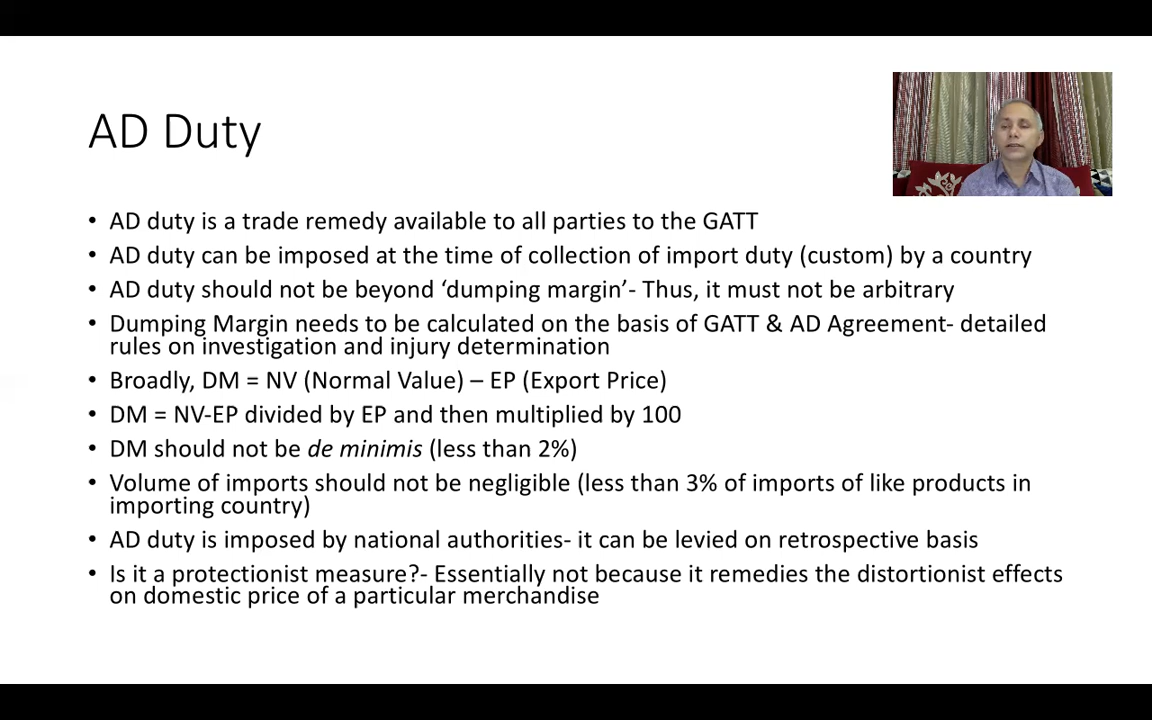 AD Duty
• AD duty is a trade remedy available to all parties to the GATT
• AD duty can be imposed at the time of collection of import duty (custom) by a country
• AD duty should not be beyond ‘dumping margin’- Thus, it must not be arbitrary
• Dumping Margin needs to be calculated on the basis of GATT & AD Agreement- detailed
rules on investigation and injury determination
• Broadly, DM = NV (Normal Value) – EP (Export Price)
• DM = NV-EP divided by EP and then multiplied by 100
• DM should not be de minimis (less than 2%)
• Volume of imports should not be negligible (less than 3% of imports of like products in
importing country)
• AD duty is imposed by national authorities- it can be levied on retrospective basis
• Is it a protectionist measure?- Essentially not because it remedies the distortionist effects
on domestic price of a particular merchandise